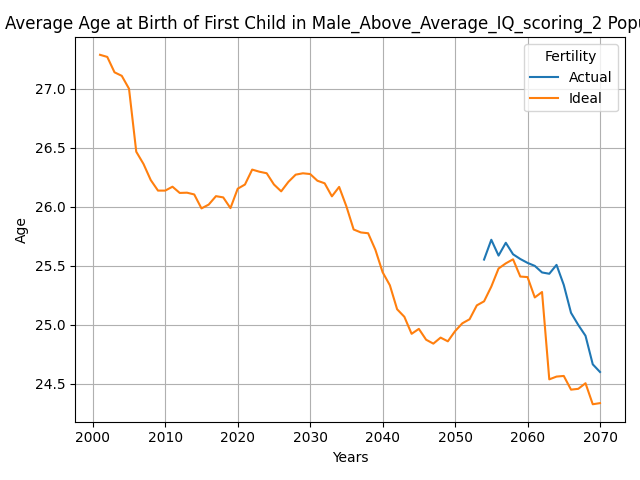 Average Age at Birth of First Child in Male_Above_Average_IQ_scoring_2 Popu
Fertility
Actual
Ideal
27.0
26.5
26.0
25.5
25.0
24.5
Age
2000 2010 2020 2030 2040 2050 2060 2070
Years